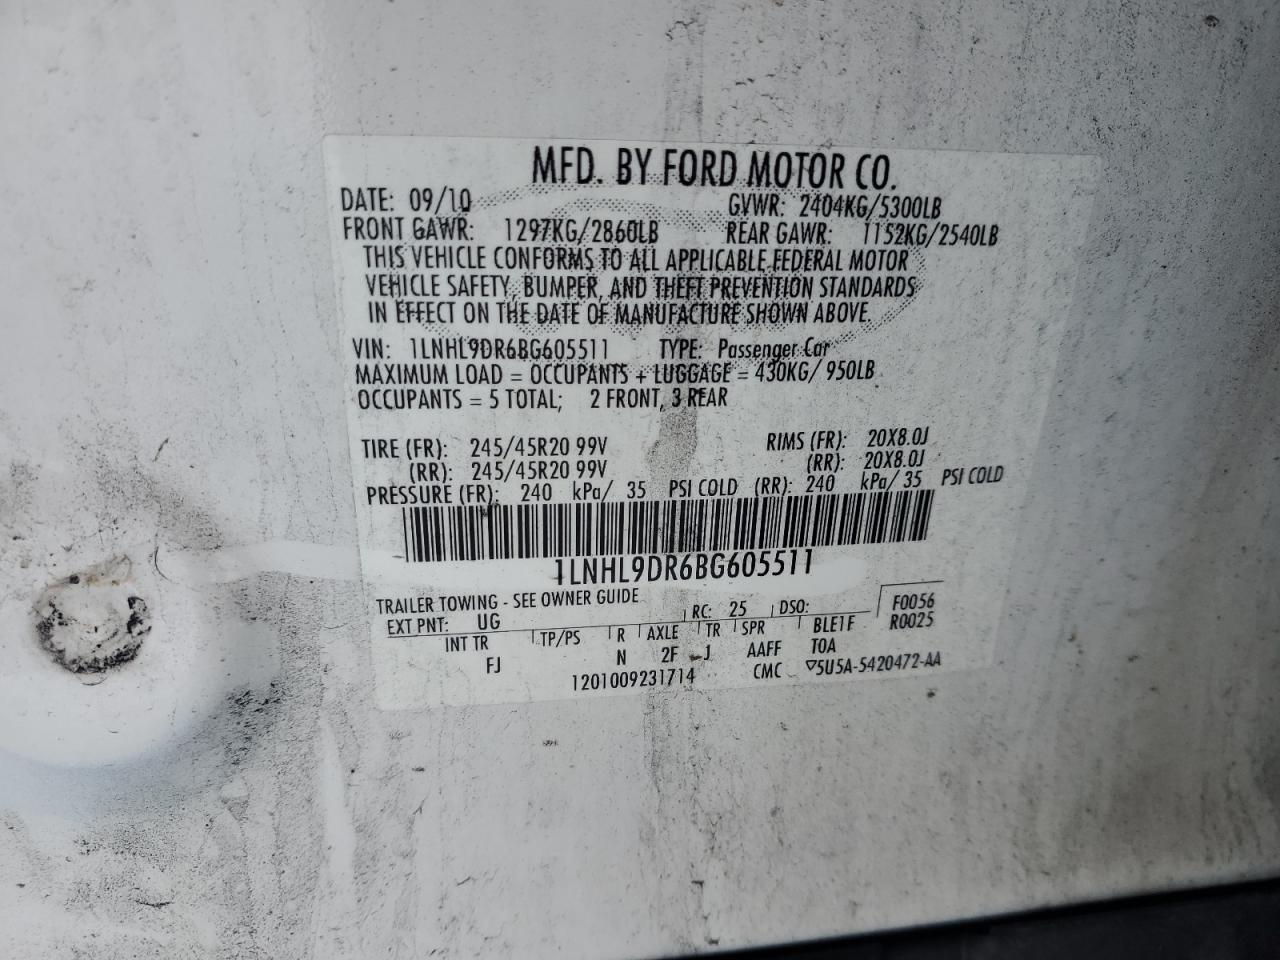 MFD. BY FORD MOTOR CO.
DATE: 09/10 GVWR: 2404KG/5300LB
FRONT GAWR: 1297KG/2860LB REAR GAWR: 1152KG/2540LB
THIS VEHICLE CONFORMS TO ALL APPLICABLE FEDERAL MOTOR
VEHICLE SAFETY, BUMPER, AND THEFT PREVENTION STANDARDS
IN EFFECT ON THE DATE OF MANUFACTURE SHOWN ABOVE.
VIN: 1LNHL9DR6BG605511 TYPE: Passenger Car
MAXIMUM LOAD = OCCUPANTS + LUGGAGE = 430KG/ 950LB
OCCUPANTS = 5 TOTAL; 2 FRONT, 3 REAR
TIRE (FR): 245/45R20 99V RIMS (FR): 20X8.0J
(RR): 245/45R20 99V (RR): 20X8.0J
PRESSURE (FR): 240 kPa/ 35 PSI COLD (RR): 240 kPa/ 35 PSI COLD
1LNHL9DR6BG605511
TRAILER TOWING - SEE OWNER GUIDE
EXT PNT: UG RC: 25 DSO: F0056
INT TR TP/PS R AXLE TR SPR BLE1F R0025
FJ N 2F J AAFF TOA
1201009231714 CMC ▽5U5A-5420472-AA